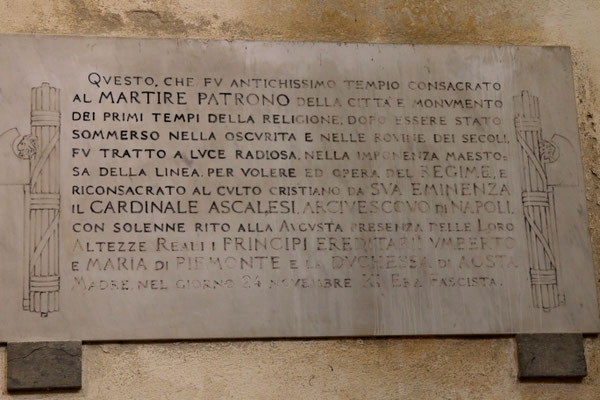 QVESTO, CHE FV ANTICHISSIMO TEMPIO CONSACRATO
AL MARTIRE PATRONO DELLA CITTÀ E MONVMENTO
DEI PRIMI TEMPI DELLA RELIGIONE, DOPO ESSERE STATO
SOMMERSO NELLA OSCVRITÀ E NELLE ROVINE DEI SECOLI,
FV TRATTO A LVCE RADIOSA, NELLA IMPONENZA MAESTO=
SA DELLA LINEA, PER VOLERE ED OPERA DEL REGIME, E
RICONSACRATO AL CVLTO CRISTIANO DA SVA EMINENZA
IL CARDINALE ASCALESI, ARCIVESCOVO DI NAPOLI,
CON SOLENNE RITO ALLA AVGVSTA PRESENZA DELLE LORO
ALTEZZE REALI I PRINCIPI EREDITARII VMBERTO
E MARIA DI PIEMONTE E LA DVCHESSA DI AOSTA
MADRE, NEL GIORNO 24 NOVEMBRE XI ERA FASCISTA.